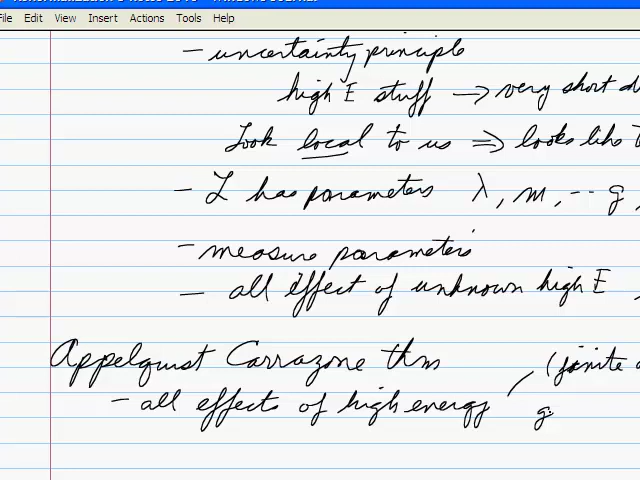 File Edit View Insert Actions Tools Help
- uncertainty principle
high E stuff → very short
Look local to us ⇒ looks like
- L has parameters λ, m, -- g,
- measure parameters
- all effect of unknown high E
Appelquist Carrazone thm
(finite
- all effects of high energy
g